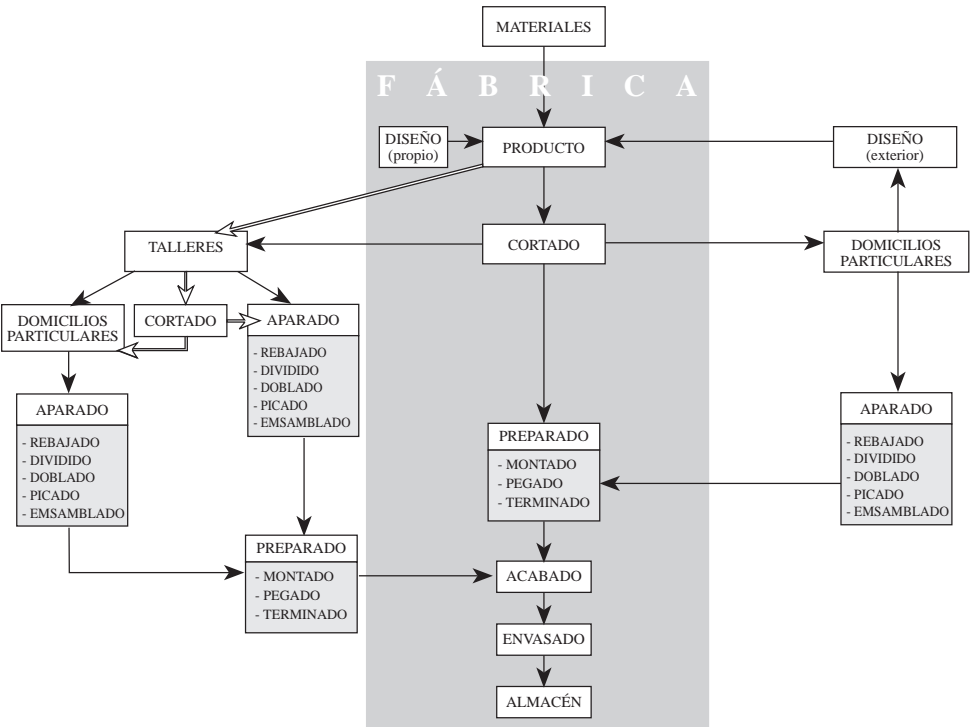 MATERIALES
F Á B R I C A
DISEÑO
(propio)
PRODUCTO
DISEÑO
(exterior)
TALLERES
CORTADO
DOMICILIOS
PARTICULARES
DOMICILIOS
PARTICULARES
CORTADO
APARADO
- REBAJADO
- DIVIDIDO
- DOBLADO
- PICADO
- EMSAMBLADO
APARADO
- REBAJADO
- DIVIDIDO
- DOBLADO
- PICADO
- EMSAMBLADO
PREPARADO
- MONTADO
- PEGADO
- TERMINADO
APARADO
- REBAJADO
- DIVIDIDO
- DOBLADO
- PICADO
- EMSAMBLADO
PREPARADO
- MONTADO
- PEGADO
- TERMINADO
ACABADO
ENVASADO
ALMACÉN